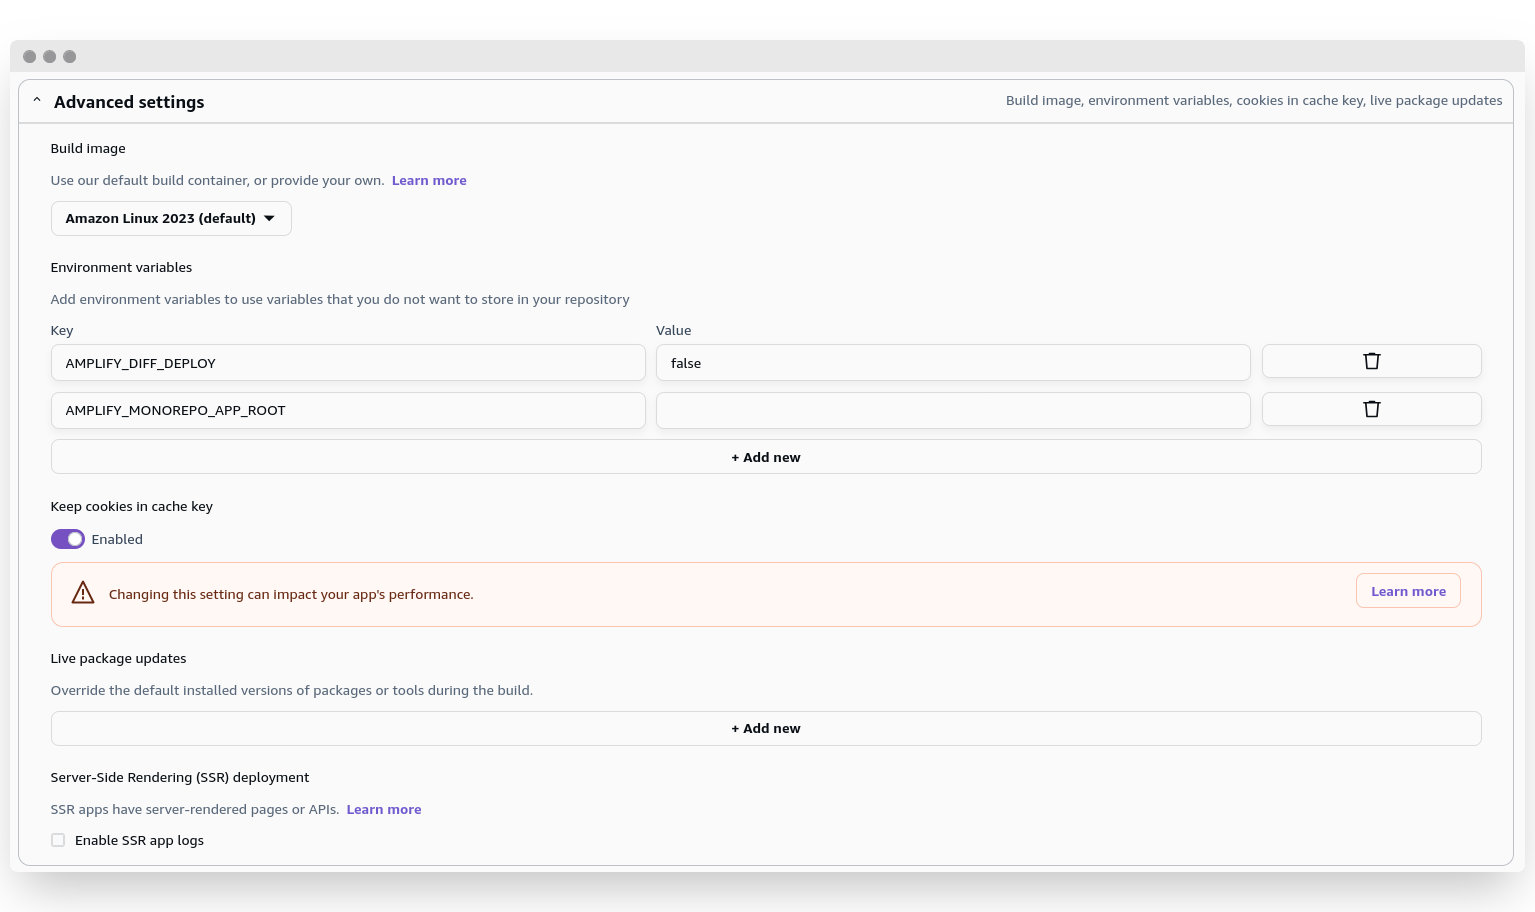 Advanced settings
Build image, environment variables, cookies in cache key, live package updates
Build image
Use our default build container, or provide your own. Learn more
Amazon Linux 2023 (default)
Environment variables
Add environment variables to use variables that you do not want to store in your repository
Key Value
AMPLIFY_DIFF_DEPLOY false
AMPLIFY_MONOREPO_APP_ROOT
+ Add new
Keep cookies in cache key
Enabled
Changing this setting can impact your app's performance. Learn more
Live package updates
Override the default installed versions of packages or tools during the build.
+ Add new
Server-Side Rendering (SSR) deployment
SSR apps have server-rendered pages or APIs. Learn more
Enable SSR app logs